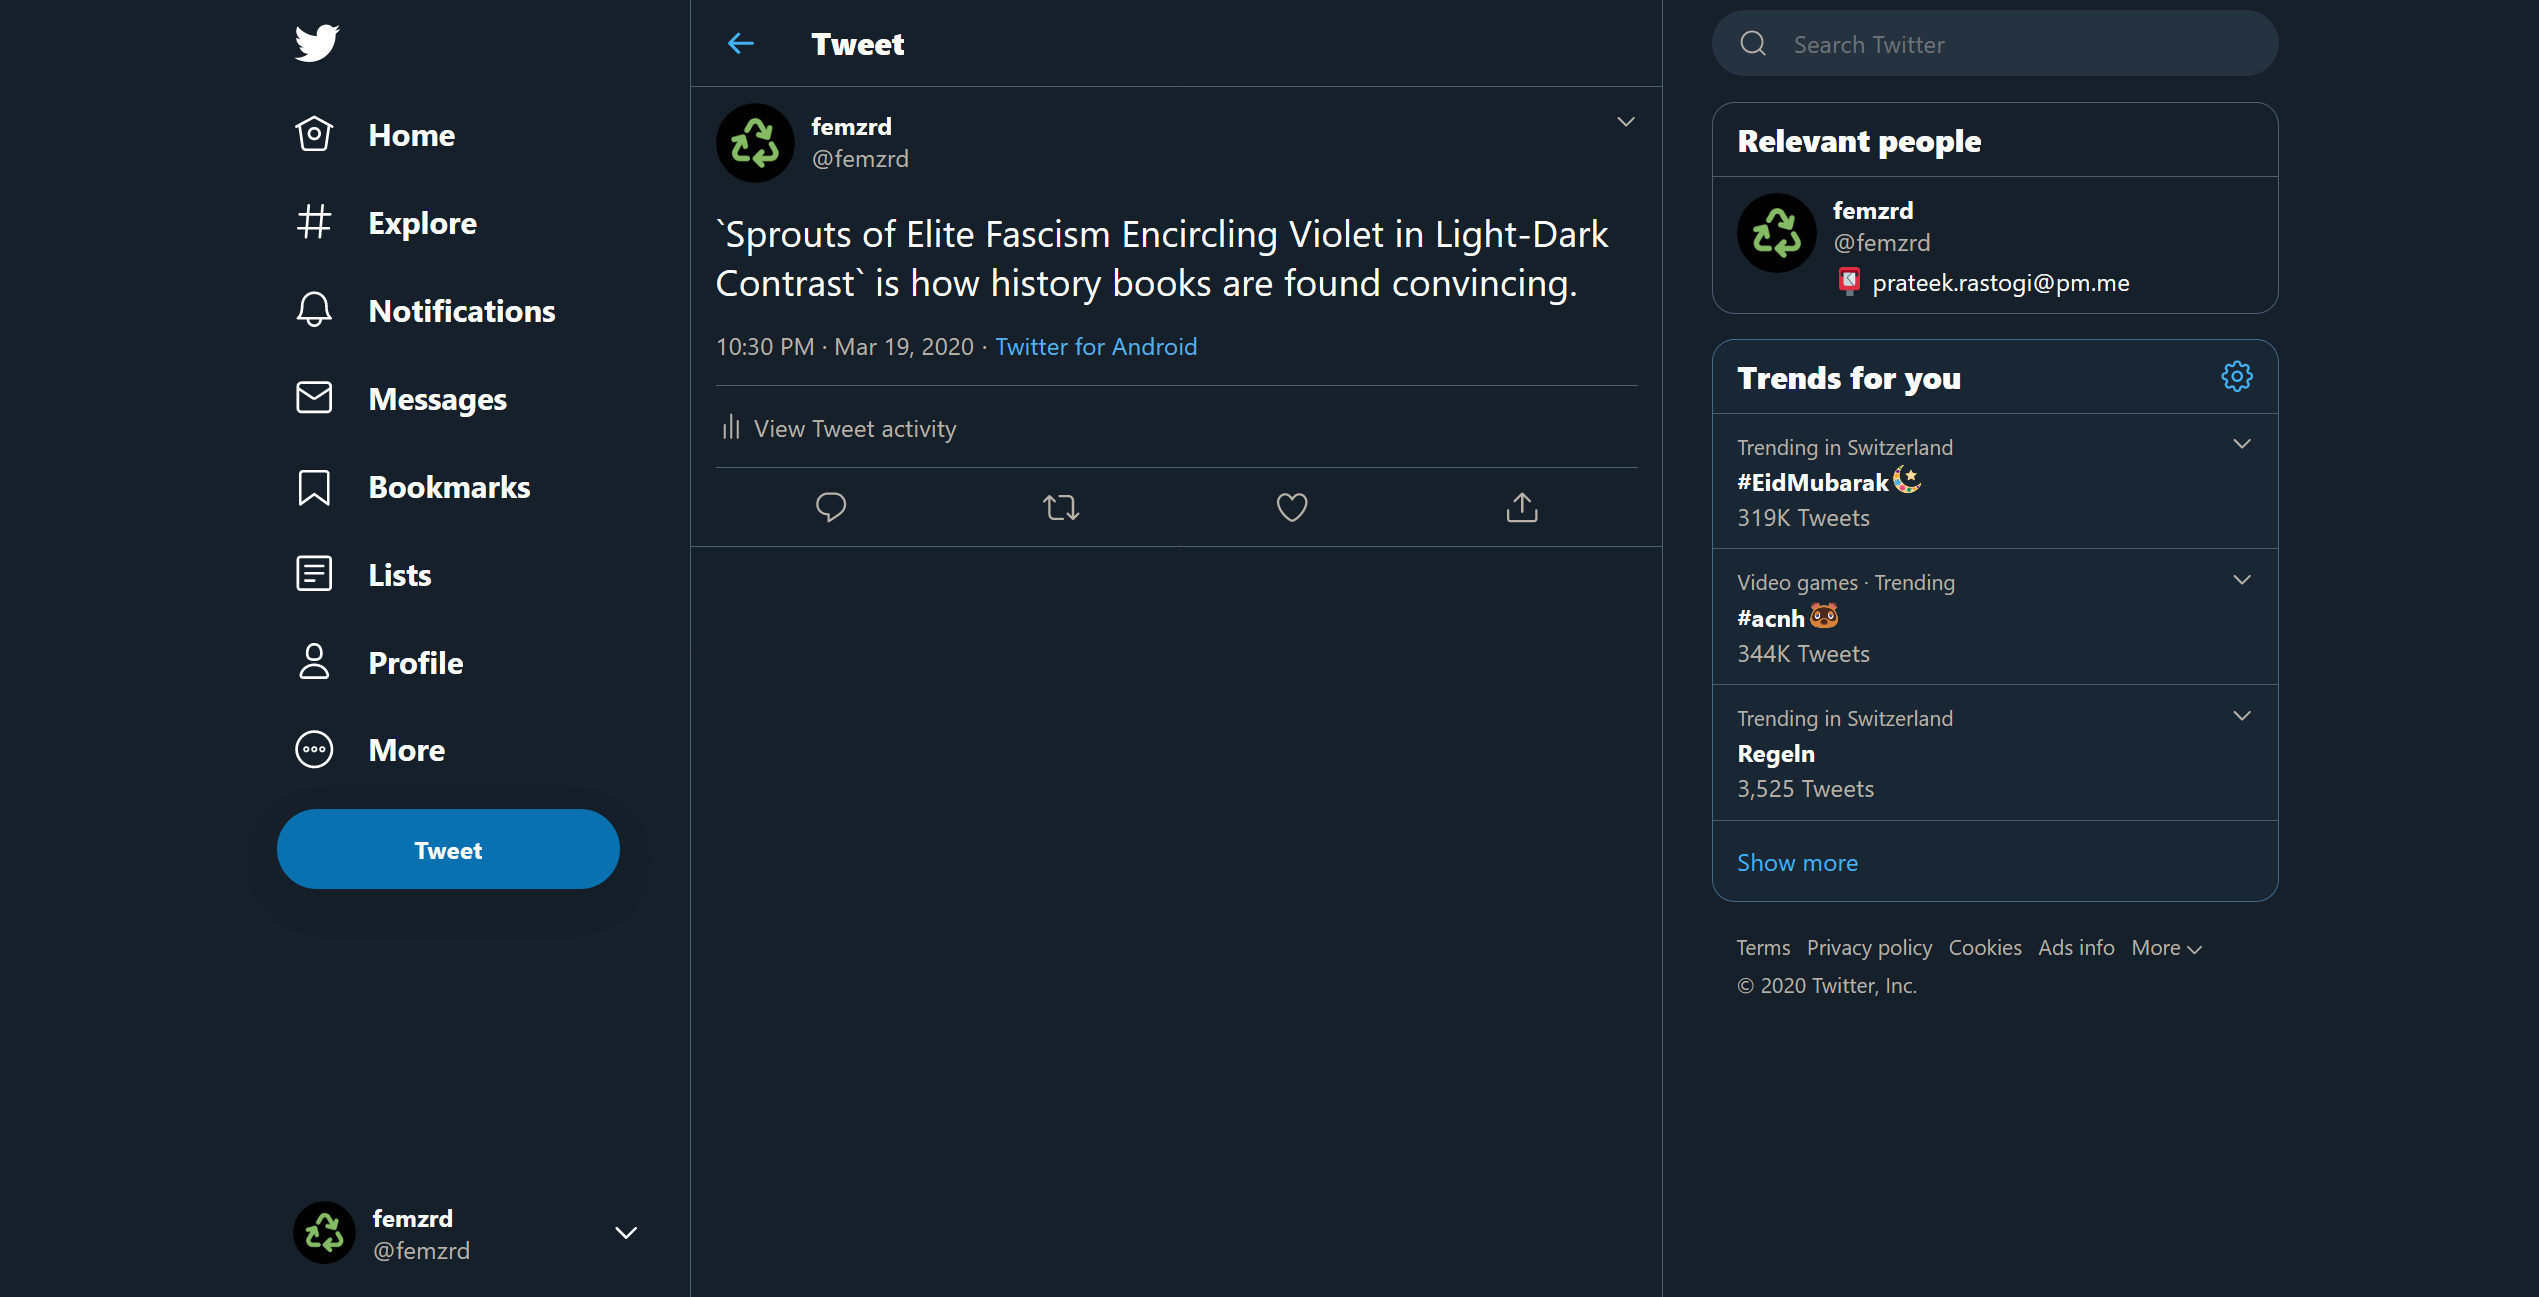 Home
Explore
Notifications
Messages
Bookmarks
Lists
Profile
More
Tweet
femzrd
@femzrd
Tweet
femzrd
@femzrd
`Sprouts of Elite Fascism Encircling Violet in Light-Dark
Contrast` is how history books are found convincing.
10:30 PM · Mar 19, 2020 · Twitter for Android
View Tweet activity
Search Twitter
Relevant people
femzrd
@femzrd
📮 prateek.rastogi@pm.me
Trends for you
Trending in Switzerland
#EidMubarak
319K Tweets
Video games · Trending
#acnh
344K Tweets
Trending in Switzerland
Regeln
3,525 Tweets
Show more
Terms Privacy policy Cookies Ads info More
© 2020 Twitter, Inc.